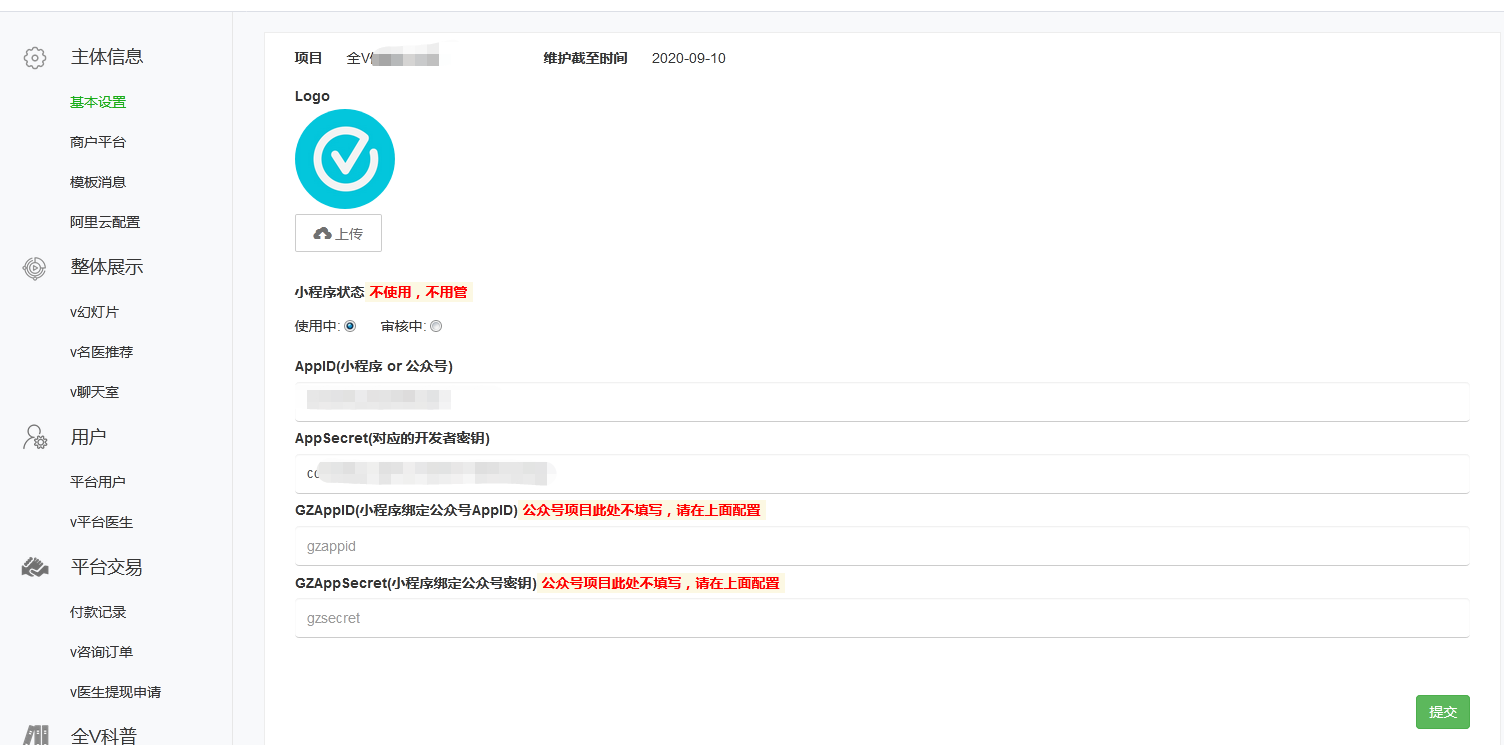 主体信息
基本设置
商户平台
模板消息
阿里云配置
整体展示
v幻灯片
v名医推荐
v聊天室
用户
平台用户
v平台医生
平台交易
付款记录
v咨询订单
v医生提现申请
全V科普
项目 全V 维护截至时间 2020-09-10
Logo
上传
小程序状态 不使用，不用管
使用中: 审核中:
AppID(小程序 or 公众号)
AppSecret(对应的开发者密钥)
GZAppID(小程序绑定公众号AppID) 公众号项目此处不填写，请在上面配置
gzappid
GZAppSecret(小程序绑定公众号密钥) 公众号项目此处不填写，请在上面配置
gzsecret
提交